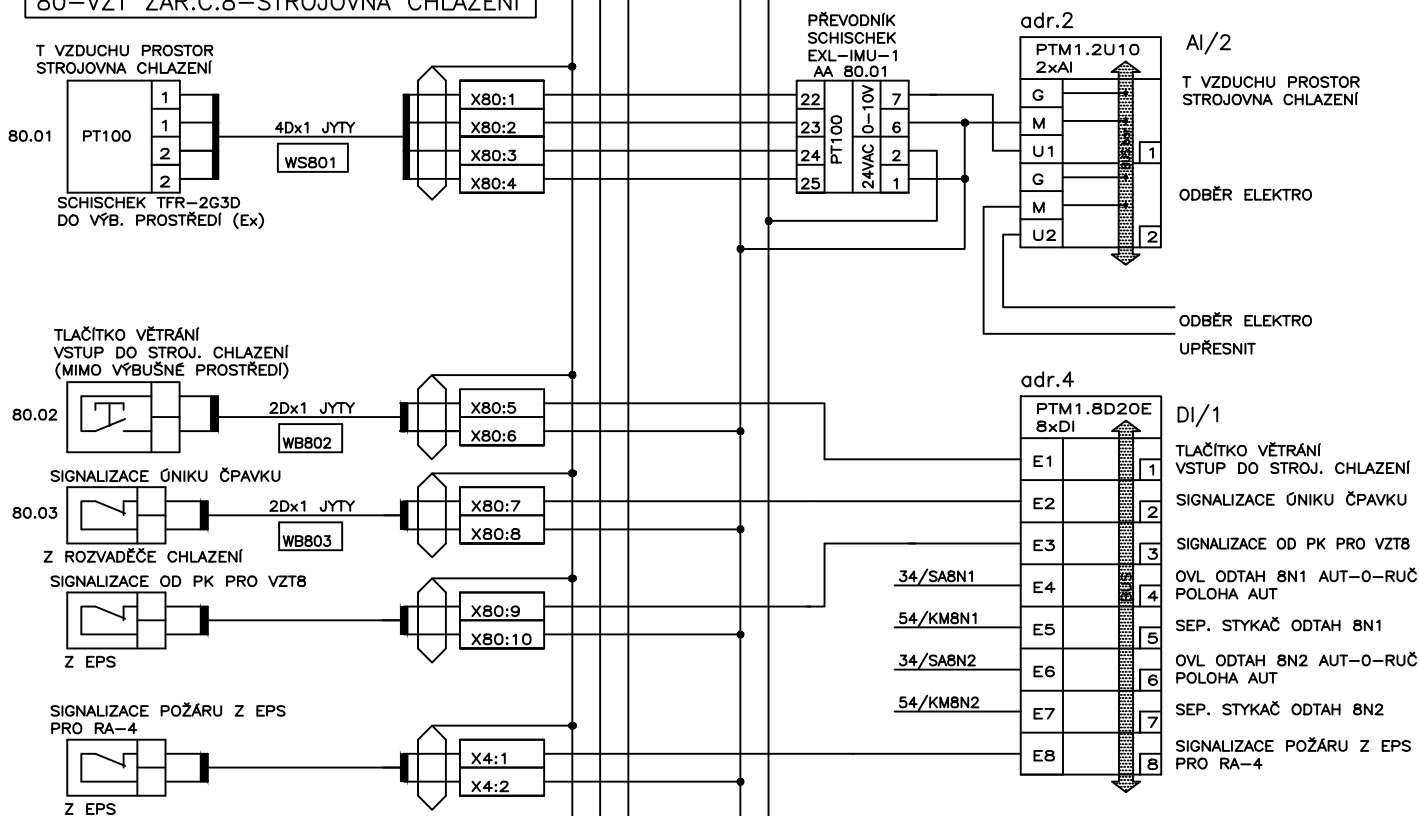 80-VZT ZAŘ.Č.8-STROJOVNA CHLAZENÍ
T VZDUCHU PROSTOR
STROJOVNA CHLAZENÍ
80.01
PT100
1
1
2
2
4Dx1 JYTY
WS801
X80:1
X80:2
X80:3
X80:4
SCHISCHEK TFR-2G3D
DO VÝB. PROSTŘEDÍ (Ex)
PŘEVODNÍK
SCHISCHEK
EXL-IMU-1
AA 80.01
22
23
24
25
PT100
24VAC 0-10V
7
6
2
1
adr.2
PTM1.2U10
2xAI
AI/2
G
M
U1
1
G
M
U2
2
T VZDUCHU PROSTOR
STROJOVNA CHLAZENÍ
ODBĚR ELEKTRO
ODBĚR ELEKTRO
UPŘESNIT
TLAČÍTKO VĚTRÁNÍ
VSTUP DO STROJ. CHLAZENÍ
(MIMO VÝBUŠNÉ PROSTŘEDÍ)
80.02
2Dx1 JYTY
WB802
X80:5
X80:6
SIGNALIZACE ÚNIKU ČPAVKU
80.03
2Dx1 JYTY
WB803
X80:7
X80:8
Z ROZVADĚČE CHLAZENÍ
SIGNALIZACE OD PK PRO VZT8
X80:9
X80:10
Z EPS
SIGNALIZACE POŽÁRU Z EPS
PRO RA-4
X4:1
X4:2
Z EPS
adr.4
PTM1.8D20E
8xDI
DI/1
BUS
E1
1
TLAČÍTKO VĚTRÁNÍ
VSTUP DO STROJ. CHLAZENÍ
E2
2
SIGNALIZACE ÚNIKU ČPAVKU
E3
3
SIGNALIZACE OD PK PRO VZT8
34/SA8N1
E4
4
OVL ODTAH 8N1 AUT-0-RUČ
POLOHA AUT
54/KM8N1
E5
5
SEP. STYKAČ ODTAH 8N1
34/SA8N2
E6
6
OVL ODTAH 8N2 AUT-0-RUČ
POLOHA AUT
54/KM8N2
E7
7
SEP. STYKAČ ODTAH 8N2
E8
8
SIGNALIZACE POŽÁRU Z EPS
PRO RA-4